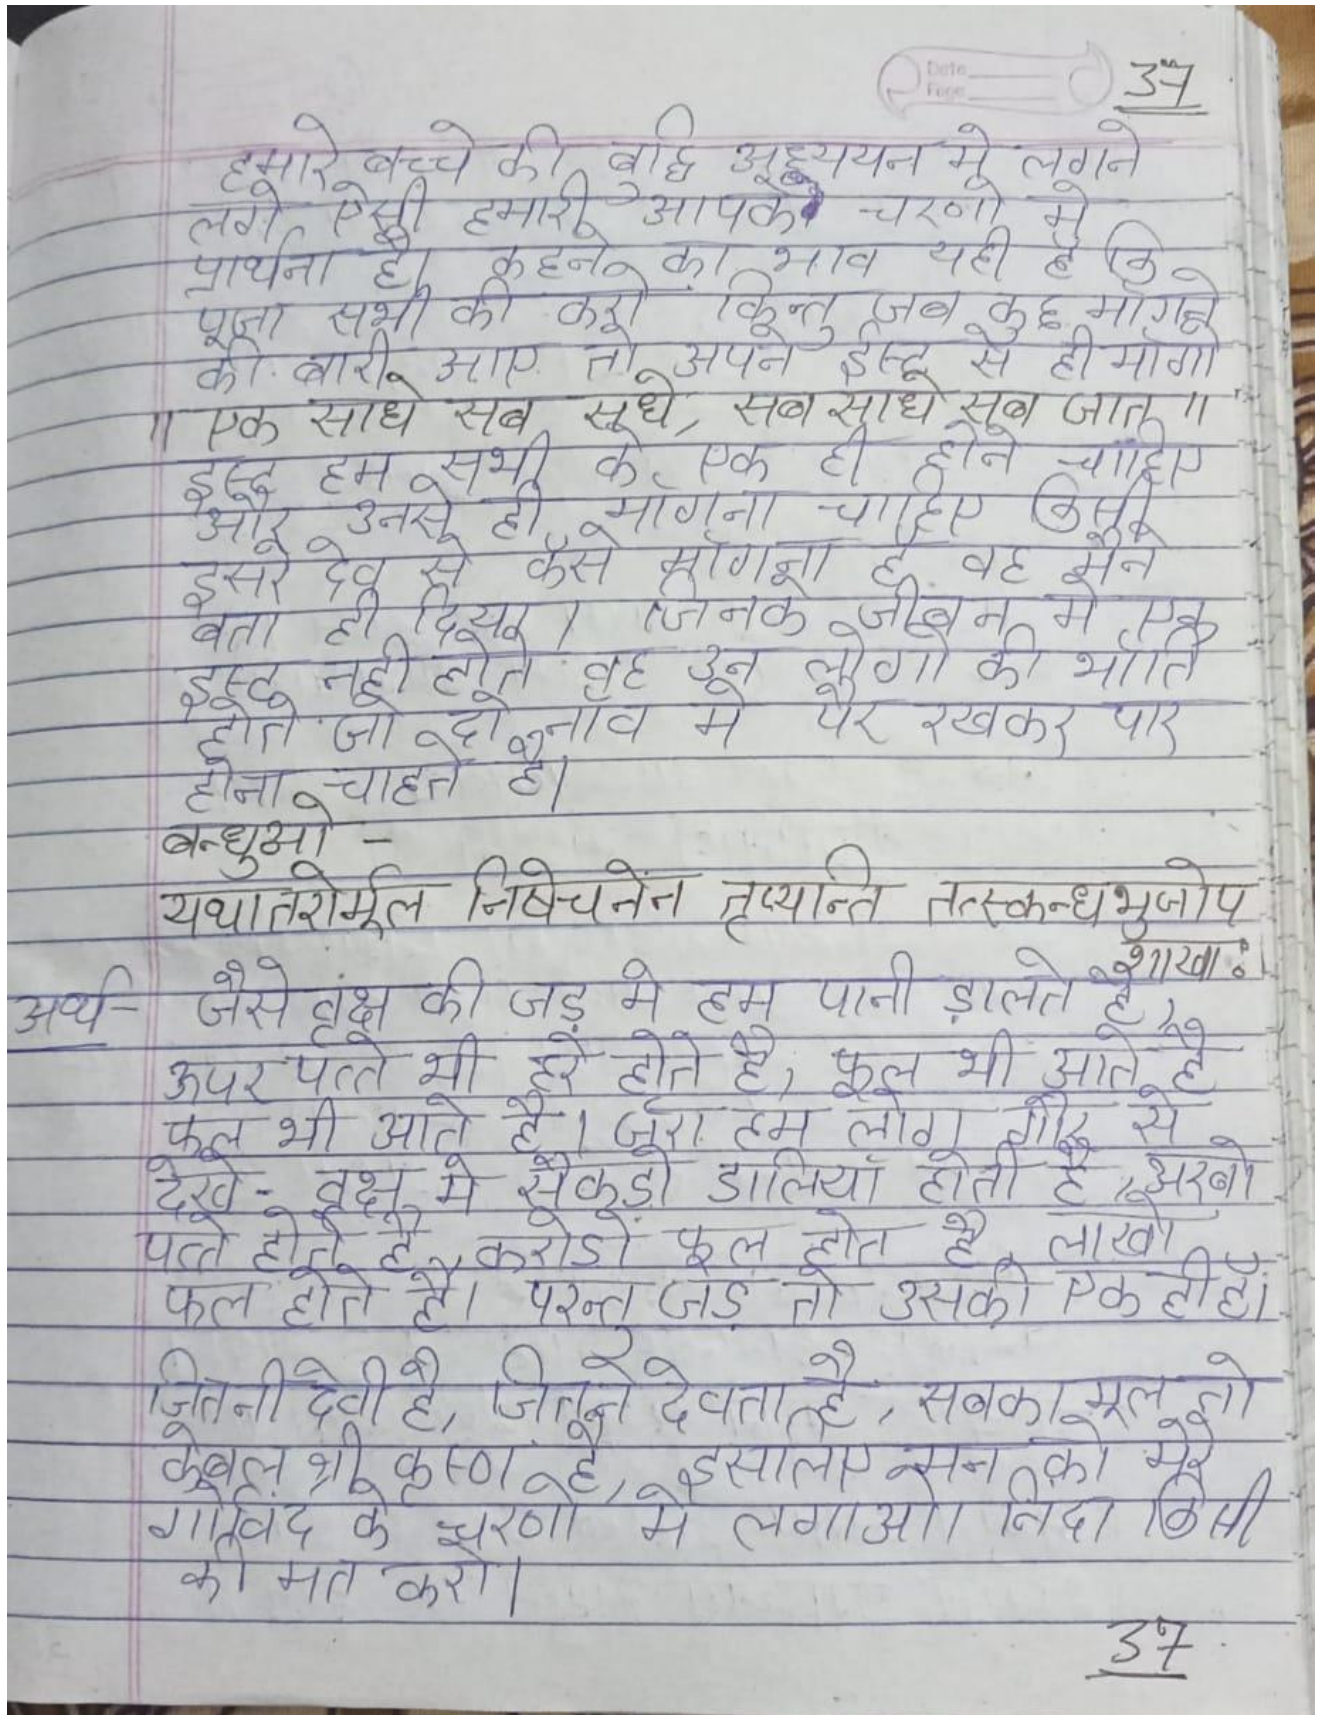 Date
Page
37
हमारे बच्चे की बुद्धि अध्ययन मे लगने
लगे ऐसी हमारी आपके चरणो मे
प्रार्थना है। कहने का भाव यही है कि
पूजा सभी की करो किन्तु जब कुछ माँगने
की बारी आए तो अपने ईष्ट से ही माँगो
॥ एक साधे सब सधे, सब साधे सब जात ॥
इष्ट हम सभी के एक ही होने चाहिए
और उनसे ही माँगना चाहिए किसी
दुसरे देव से कैसे माँगना है वह मैने
बता ही दिया। जिनके जीवन मे एक
इष्ट नही होते वह उन लोगो की भाँति
होते जो दो नाव मे पैर रखकर पार
होना चाहते है।
बन्धुओ -
यथातरोर्मूल निषेचनेन तृप्यान्ति तत्स्कन्धभुजोप
शाखाः।
अर्थ - जैसे वृक्ष की जड़ मे हम पानी ड़ालते है,
ऊपर पत्ते भी हरे होते है, फूल भी आते है
फल भी आते है। जरा हम लोग गौर से
देखे - वृक्ष मे सैकड़ो डालियाँ होती है, अरबो
पत्ते होते है, करोडो फूल होते है, लाखो
फल होते है। परन्तु जड़ तो उसकी एक ही है।
जितनी देवी है, जितने देवता है, सबका मूल तो
केवल श्री कृष्ण है, इसलिए मन को मेरे
गोविंद के चरणो मे लगाओ। निंदा किसी
की मत करो।
37